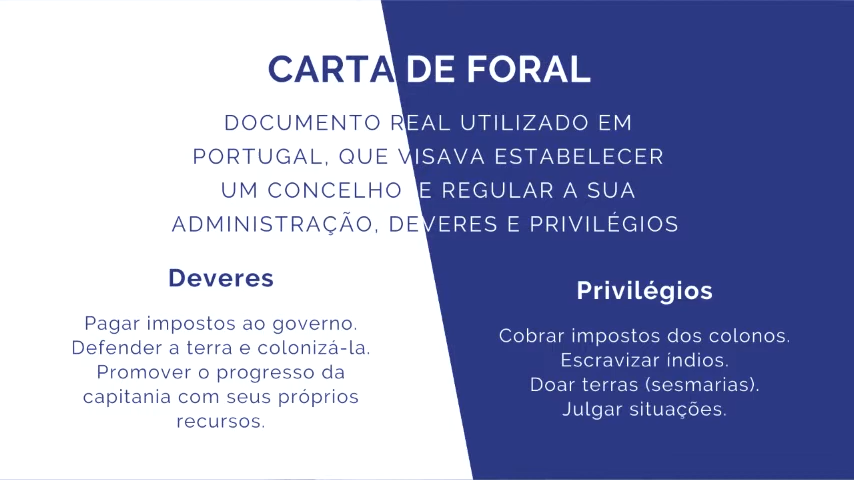 CARTA DE FORAL
DOCUMENTO REAL UTILIZADO EM
PORTUGAL, QUE VISAVA ESTABELECER
UM CONCELHO E REGULAR A SUA
ADMINISTRAÇÃO, DEVERES E PRIVILÉGIOS
Deveres
Pagar impostos ao governo.
Defender a terra e colonizá-la.
Promover o progresso da
capitania com seus próprios
recursos.
Privilégios
Cobrar impostos dos colonos.
Escravizar índios.
Doar terras (sesmarias).
Julgar situações.